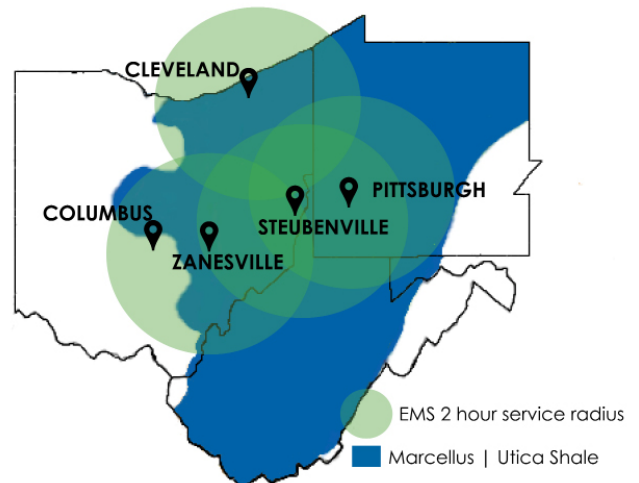 CLEVELAND
PITTSBURGH
COLUMBUS
STEUBENVILLE
ZANESVILLE
EMS 2 hour service radius
Marcellus | Utica Shale